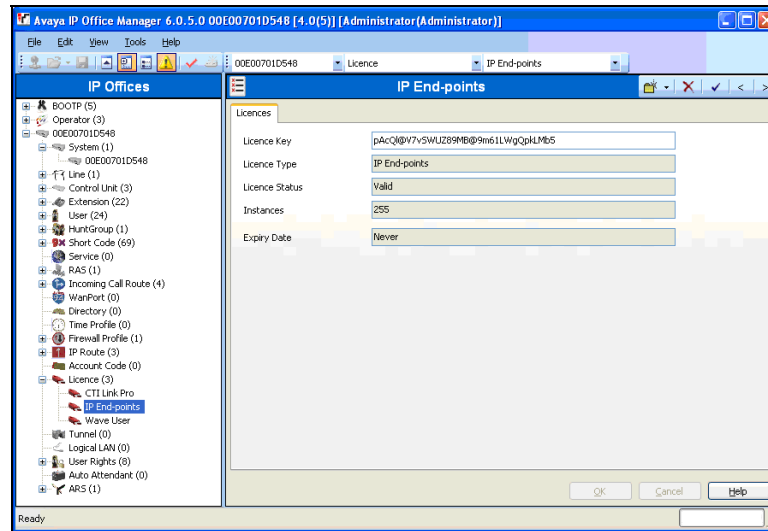 Avaya IP Office Manager 6.0.5.0 00E00701D548 [4.0(5)] [Administrator(Administrator)]
File Edit View Tools Help
00E00701D548 Licence IP End-points
IP Offices
BOOTP (5)
Operator (3)
00E00701D548
System (1)
00E00701D548
Line (1)
Control Unit (3)
Extension (22)
User (24)
HuntGroup (1)
Short Code (69)
Service (0)
RAS (1)
Incoming Call Route (4)
WanPort (0)
Directory (0)
Time Profile (0)
Firewall Profile (1)
IP Route (3)
Account Code (0)
Licence (3)
CTI Link Pro
IP End-points
Wave User
Tunnel (0)
Logical LAN (0)
User Rights (8)
Auto Attendant (0)
ARS (1)
IP End-points
Licences
Licence Key pAcQl@V7vSWUZ89MB@9m61LWgQpkLMb5
Licence Type IP End-points
Licence Status Valid
Instances 255
Expiry Date Never
OK Cancel Help
Ready